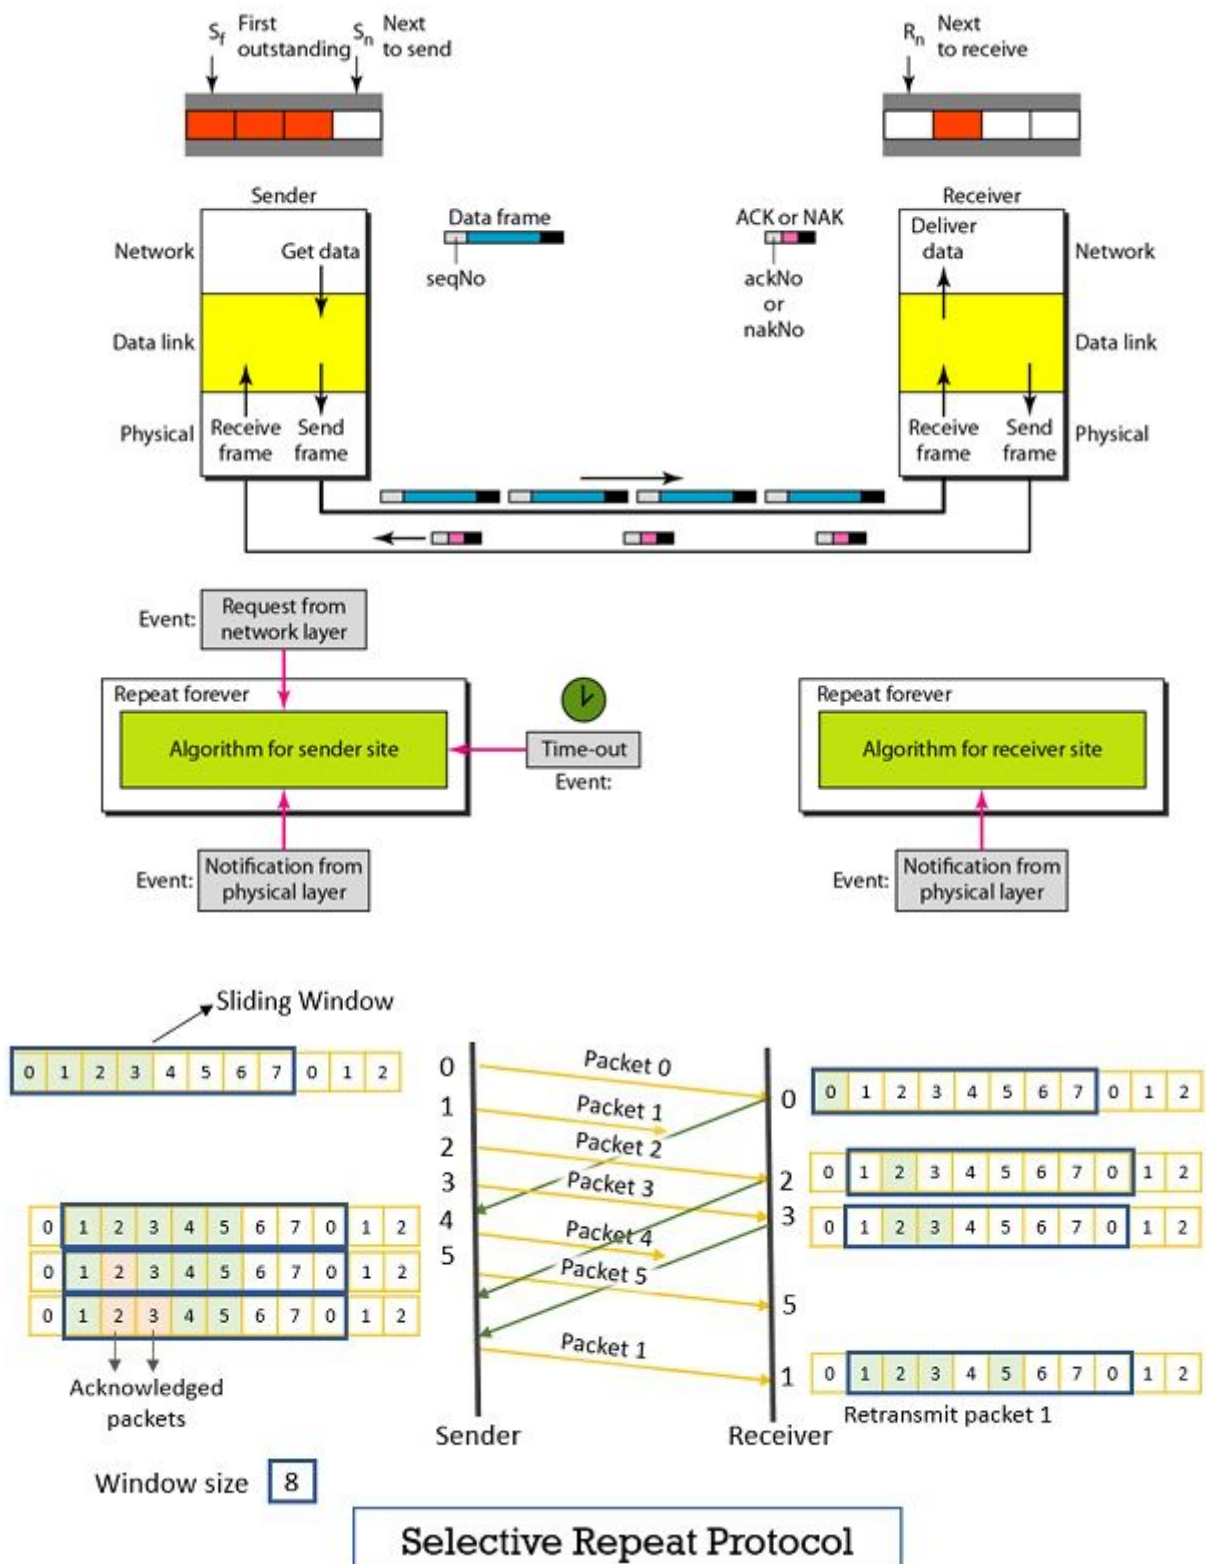 Sf First outstanding
Sn Next to send
Rn Next to receive
Sender
Receiver
Data frame
ACK or NAK
Network
Get data
seqNo
ackNo
or
nakNo
Deliver
data
Network
Data link
Data link
Physical
Receive
frame
Send
frame
Receive
frame
Send
frame
Physical
Event:
Request from
network layer
Repeat forever
Algorithm for sender site
Time-out
Event:
Repeat forever
Algorithm for receiver site
Event:
Notification from
physical layer
Event:
Notification from
physical layer
Sliding Window
0 1 2 3 4 5 6 7 0 1 2
0 1 2 3 4 5 6 7 0 1 2
0 1 2 3 4 5 6 7 0 1 2
0 1 2 3 4 5 6 7 0 1 2
Acknowledged
packets
0
1
2
3
4
5
Packet 0
Packet 1
Packet 2
Packet 3
Packet 4
Packet 5
Packet 1
0
2
3
5
1
0 1 2 3 4 5 6 7 0 1 2
0 1 2 3 4 5 6 7 0 1 2
0 1 2 3 4 5 6 7 0 1 2
0 1 2 3 4 5 6 7 0 1 2
Retransmit packet 1
Sender
Receiver
Window size 8
Selective Repeat Protocol